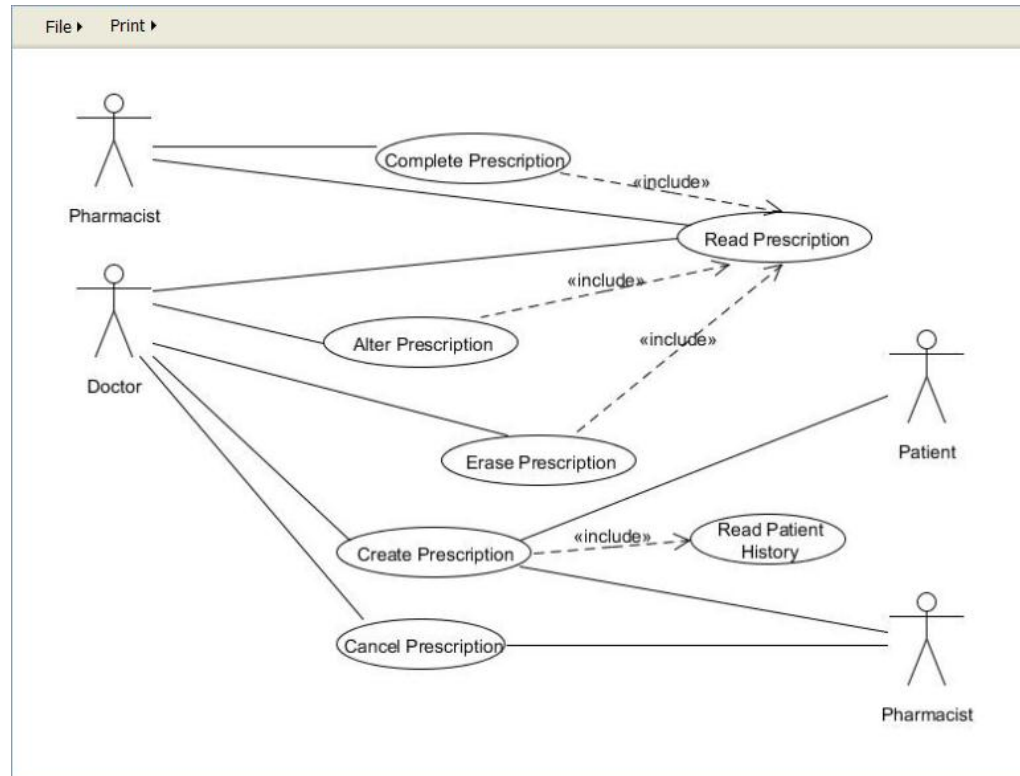 File Print
Complete Prescription
«include»
Pharmacist
Read Prescription
«include»
Alter Prescription
«include»
Doctor
Erase Prescription
Patient
«include»
Read Patient
History
Create Prescription
Cancel Prescription
Pharmacist